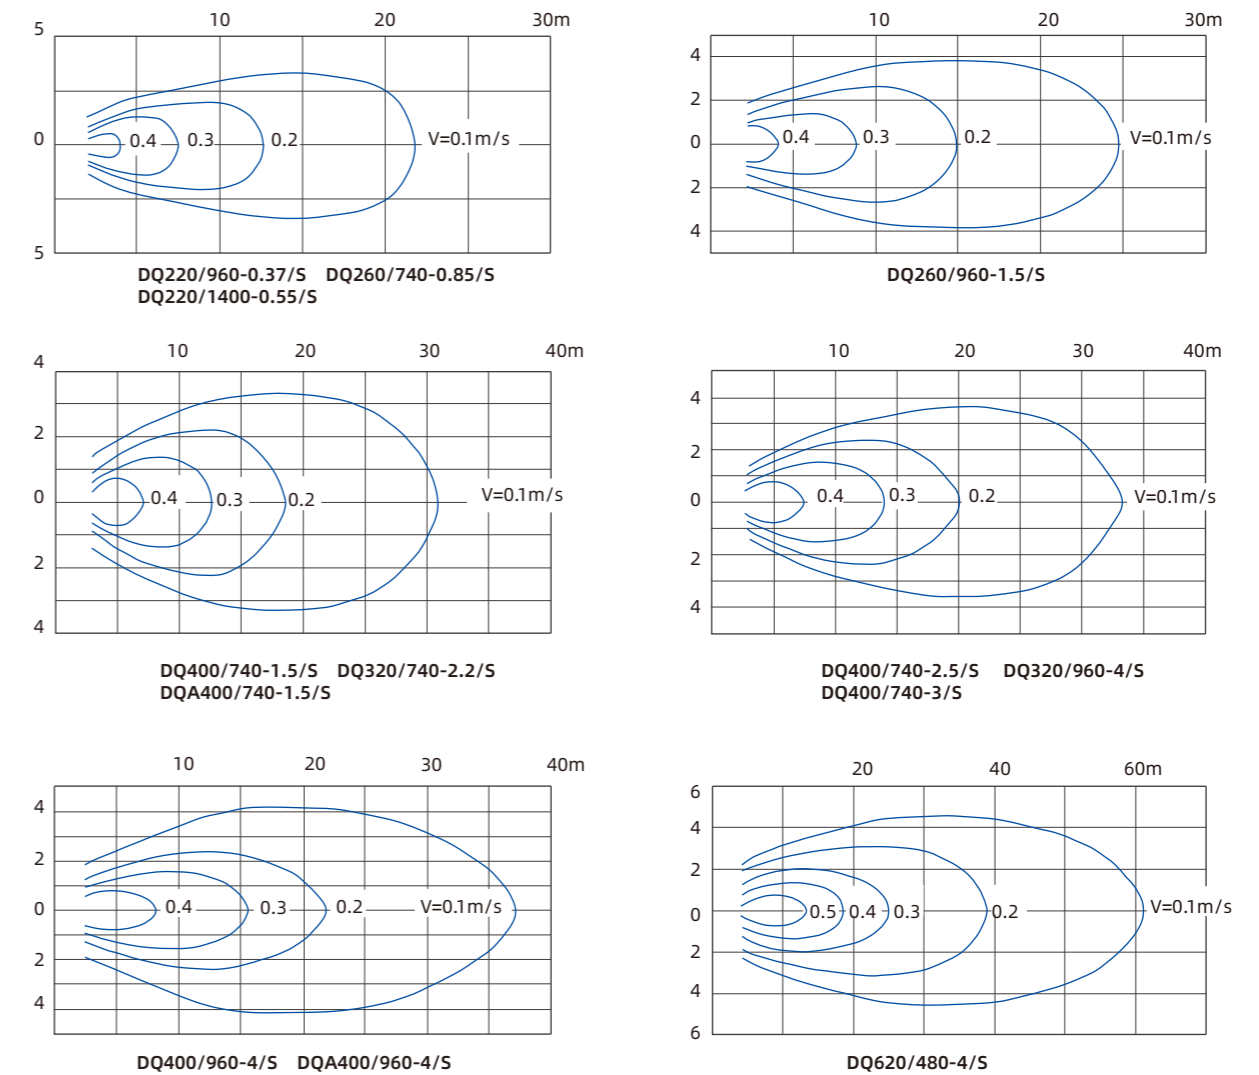 10 20 30m
5
0
5
0.4 0.3 0.2 V=0.1m/s
DQ220/960-0.37/S DQ260/740-0.85/S
DQ220/1400-0.55/S
10 20 30m
4
2
0
2
4
0.4 0.3 0.2 V=0.1m/s
DQ260/960-1.5/S
10 20 30 40m
4
2
0
2
4
0.4 0.3 0.2 V=0.1m/s
DQ400/740-1.5/S DQ320/740-2.2/S
DQA400/740-1.5/S
10 20 30 40m
4
2
0
2
4
0.4 0.3 0.2 V=0.1m/s
DQ400/740-2.5/S DQ320/960-4/S
DQ400/740-3/S
10 20 30 40m
4
2
0
2
4
0.4 0.3 0.2 V=0.1m/s
DQ400/960-4/S DQA400/960-4/S
20 40 60m
6
4
2
0
2
4
6
0.5 0.4 0.3 0.2 V=0.1m/s
DQ620/480-4/S